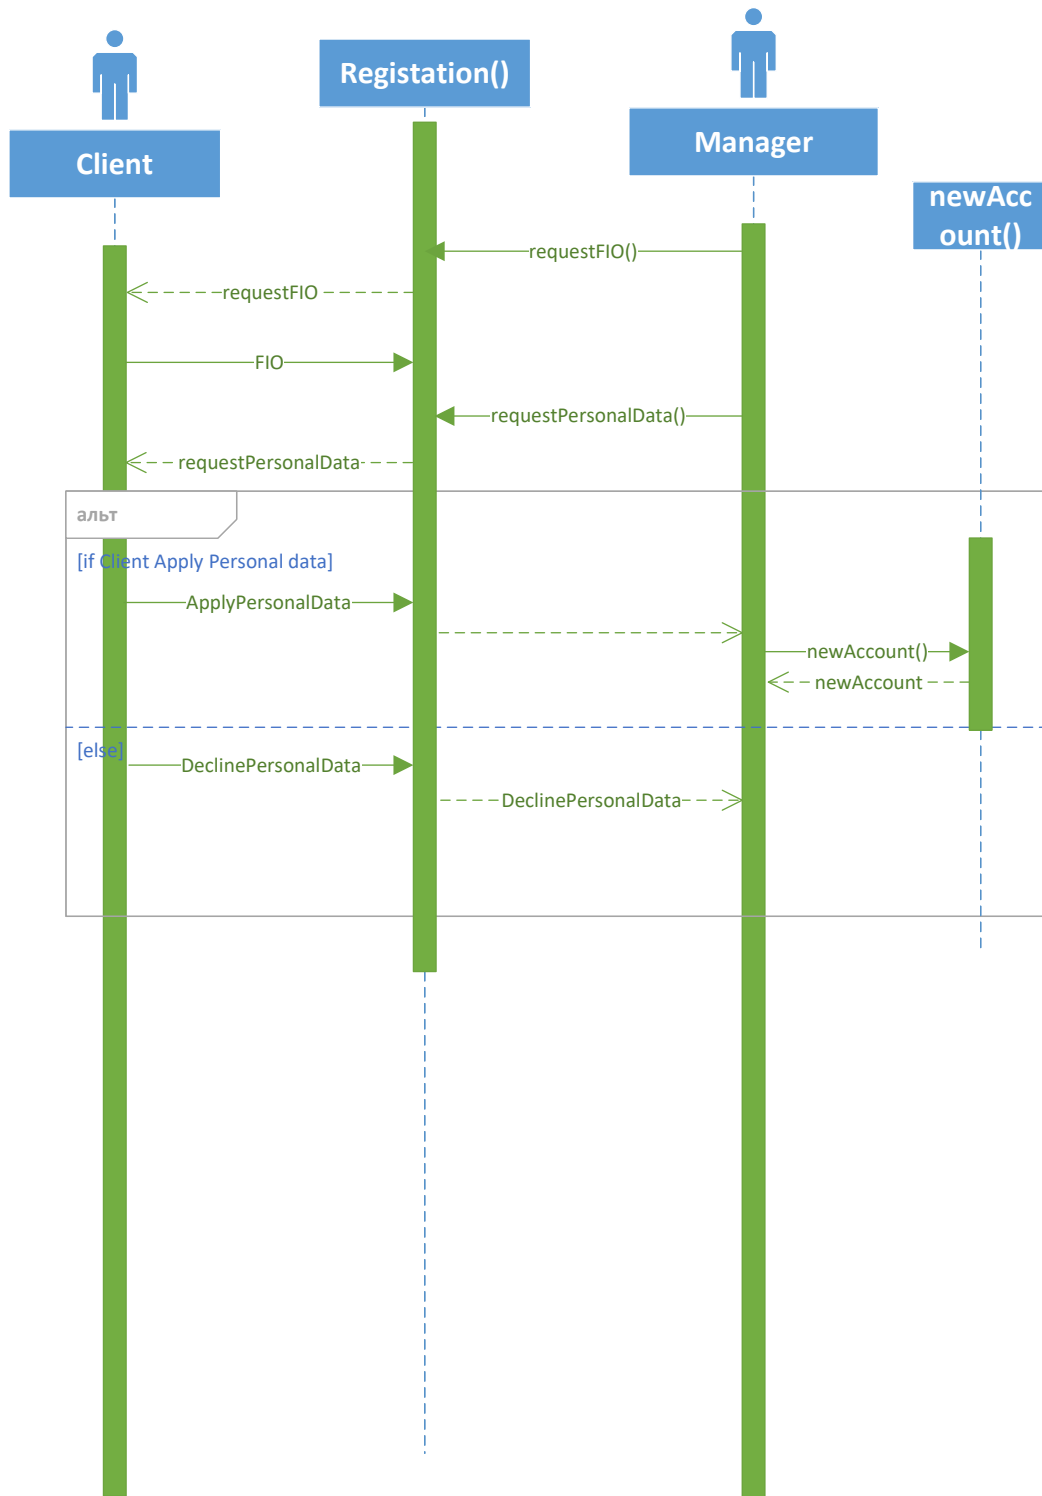 Client
Registation()
Manager
newAcc
ount()
requestFIO()
requestFIO
FIO
requestPersonalData()
requestPersonalData
альт
[if Client Apply Personal data]
ApplyPersonalData
newAccount()
newAccount
[else]
DeclinePersonalData
DeclinePersonalData